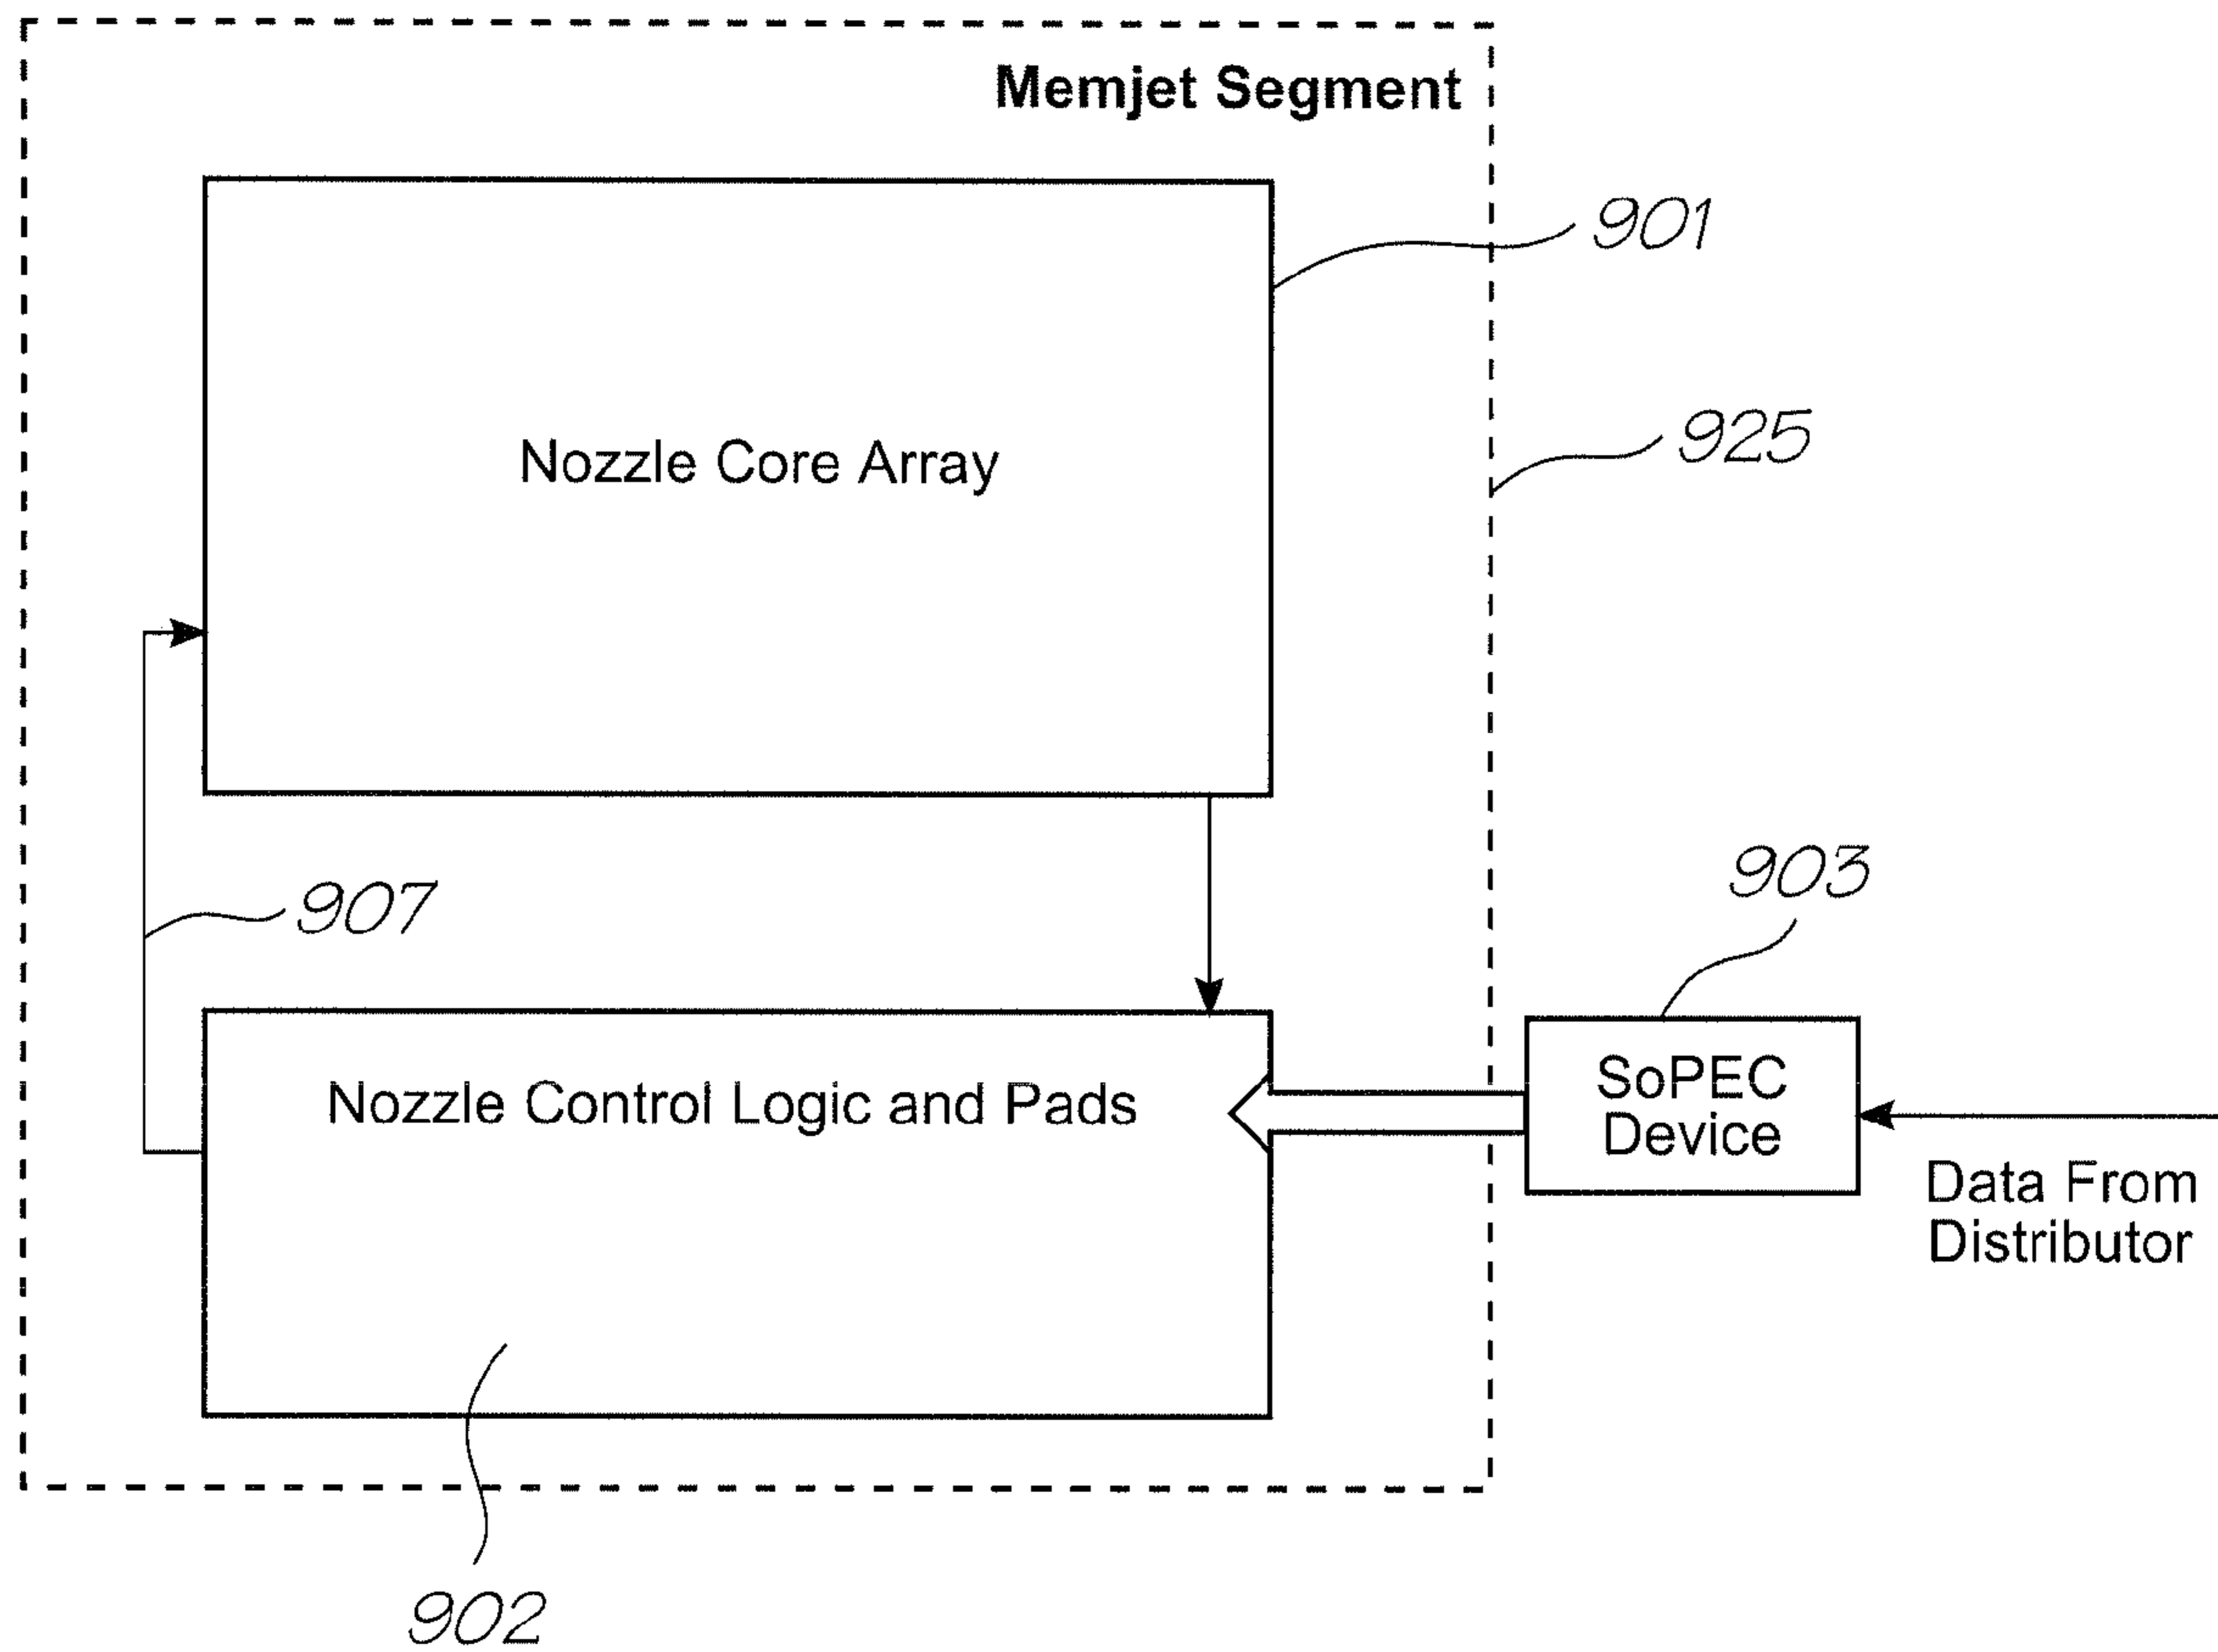 Memjet Segment
901
Nozzle Core Array
925
903
907
SoPEC
Device
Nozzle Control Logic and Pads
Data From
Distributor
902